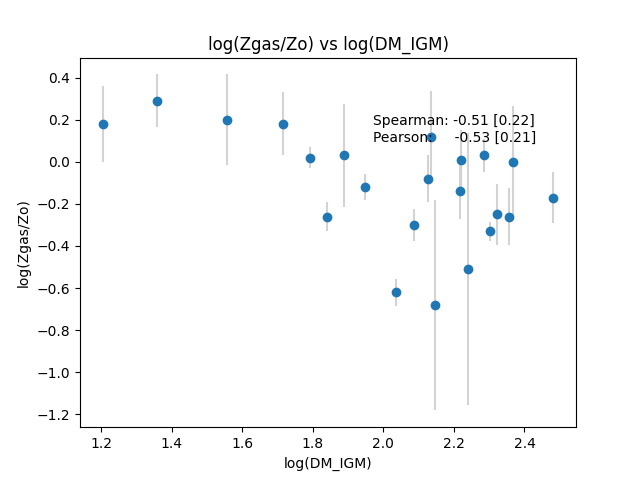 log(Zgas/Zo) vs log(DM_IGM)
Spearman: -0.51 [0.22]
Pearson: -0.53 [0.21]
log(Zgas/Zo)
0.4
0.2
0.0
−0.2
−0.4
−0.6
−0.8
−1.0
−1.2
1.2 1.4 1.6 1.8 2.0 2.2 2.4
log(DM_IGM)